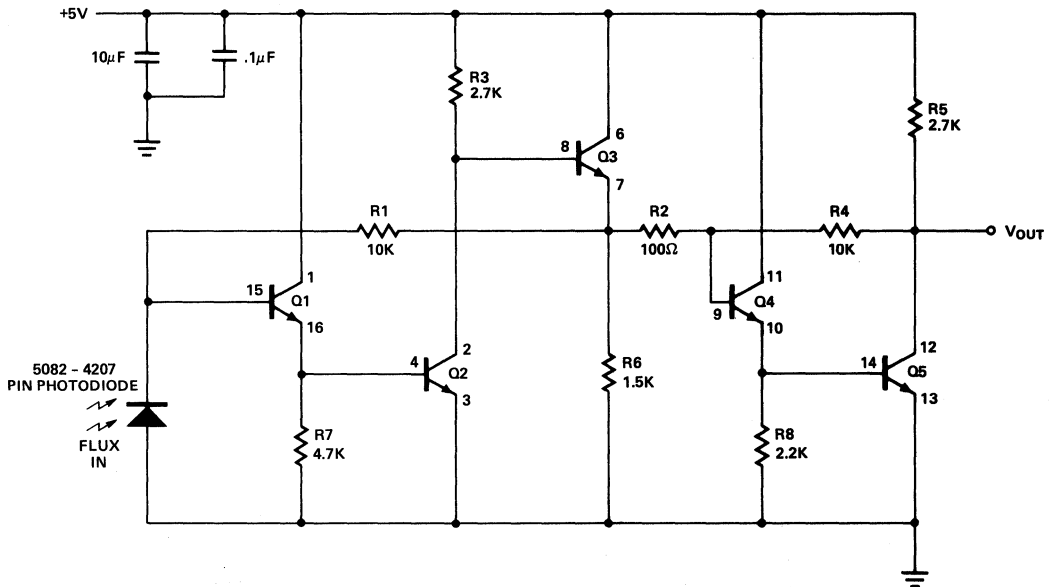 +5V
10μF
.1μF
R3
2.7K
R5
2.7K
8
6
Q3
7
R1
10K
R2
100Ω
R4
10K
VOUT
15
1
Q1
16
9
11
Q4
10
5082 – 4207
PIN PHOTODIODE
FLUX
IN
4
2
Q2
3
R6
1.5K
14
12
Q5
13
R7
4.7K
R8
2.2K